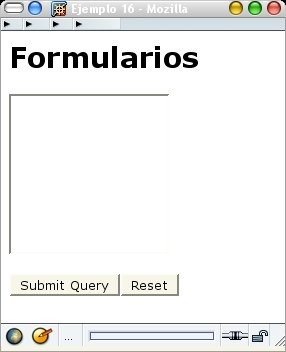 Ejemplo 16 - Mozilla
Formularios
Submit Query Reset
...